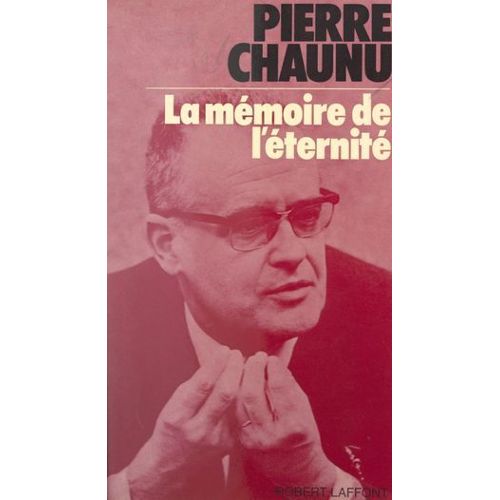 PIERRE
CHAUNU
La mémoire de
l'éternité
ROBERT LAFFONT